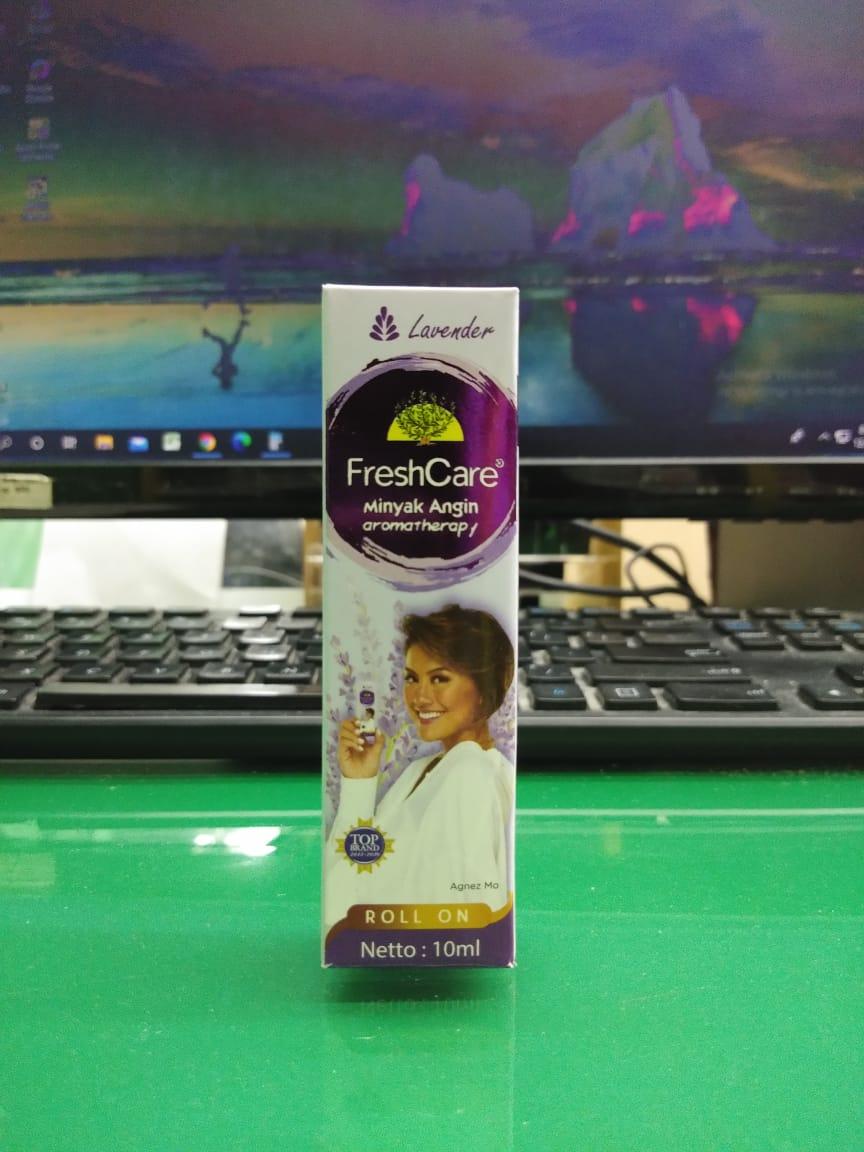 Lavender
FreshCare
Minyak Angin
aromatherapy
TOP
BRAND
Agnez Mo
ROLL ON
Netto : 10ml